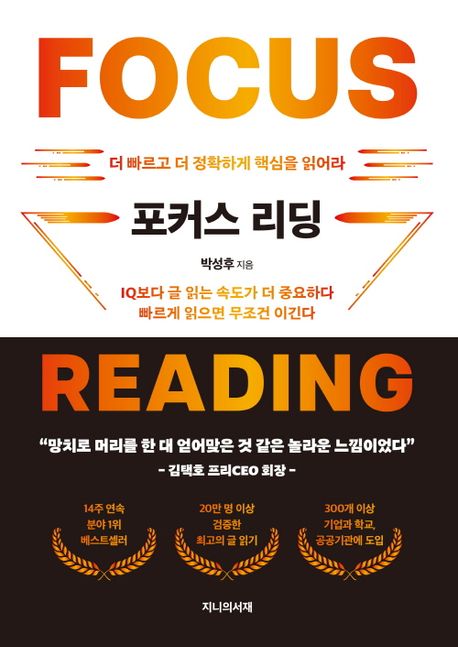 FOCUS
더 빠르고 더 정확하게 핵심을 읽어라
포커스 리딩
박성후 지음
IQ보다 글 읽는 속도가 더 중요하다
빠르게 읽으면 무조건 이긴다
READING
“망치로 머리를 한 대 얻어맞은 것 같은 놀라운 느낌이었다”
- 김택호 프리CEO 회장 -
14주 연속
분야 1위
베스트셀러
20만 명 이상
검증한
최고의 글 읽기
300개 이상
기업과 학교,
공공기관에 도입
지니의서재